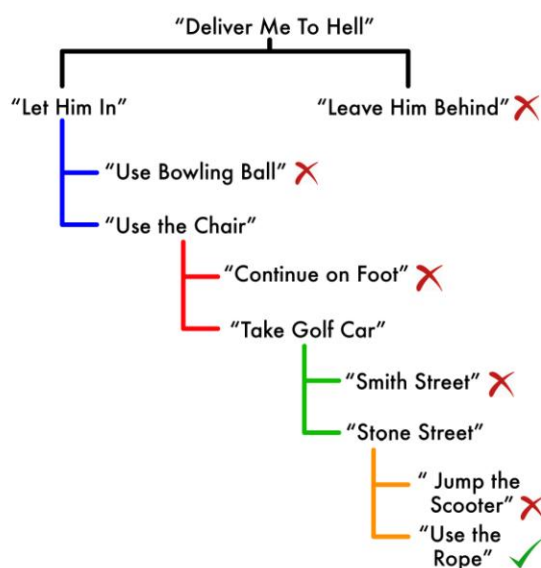 “Deliver Me To Hell”
“Let Him In”
“Leave Him Behind”
“Use Bowling Ball”
“Use the Chair”
“Continue on Foot”
“Take Golf Car”
“Smith Street”
“Stone Street”
“ Jump the
Scooter”
“Use the
Rope”